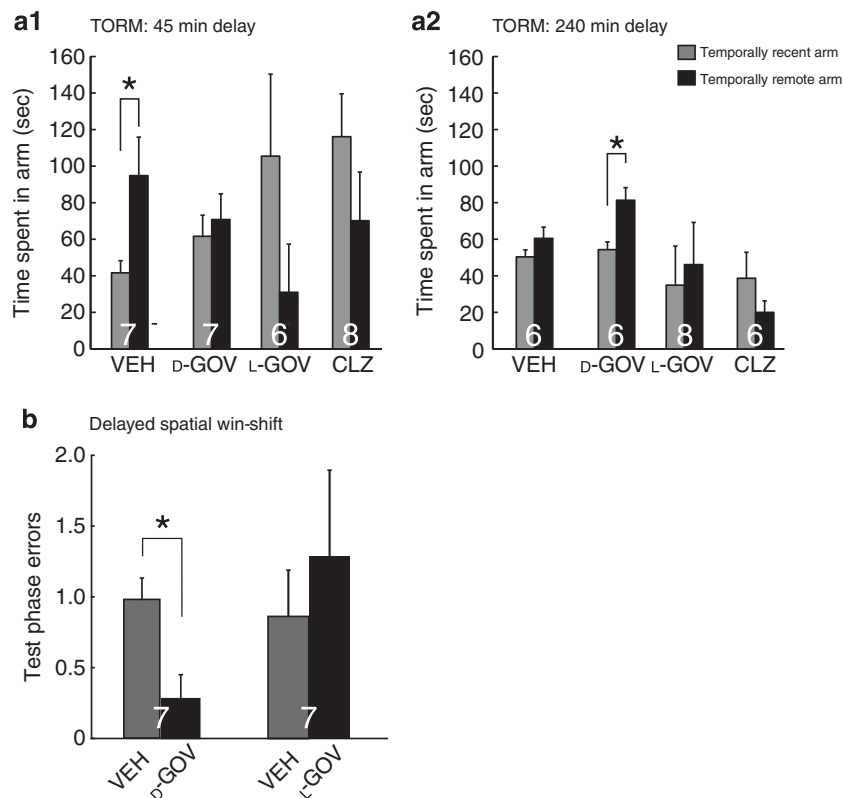 a1 TORM: 45 min delay
160
140
120
100
80
60
40
20
0
Time spent in arm (sec)
*
7 7 6 8
VEH D-GOV L-GOV CLZ
a2 TORM: 240 min delay
Temporally recent arm
Temporally remote arm
160
140
120
100
80
60
40
20
0
Time spent in arm (sec)
*
6 6 8 6
VEH D-GOV L-GOV CLZ
b Delayed spatial win-shift
2.0
1.5
1.0
0.5
0
Test phase errors
*
7 7
VEH D-GOV VEH L-GOV